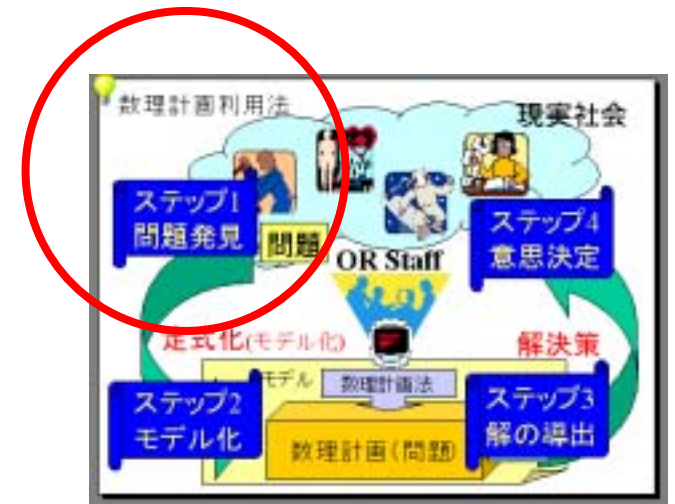 数理計画利用法
現実社会
ステップ1
問題発見
問題
OR Staff
ステップ4
意思決定
定式化(モデル化)
解決策
モデル
数理計画法
ステップ2
モデル化
数理計画(問題)
ステップ3
解の導出